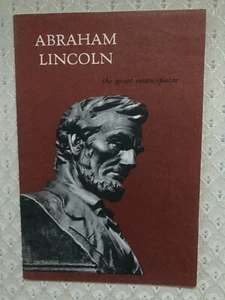 ABRAHAM
LINCOLN
the great emancipator